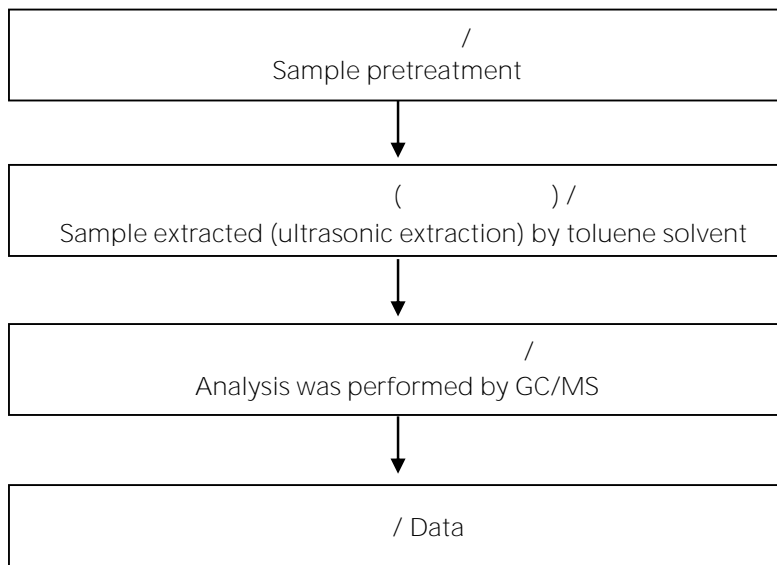 /
Sample pretreatment
( ) /
Sample extracted (ultrasonic extraction) by toluene solvent
/
Analysis was performed by GC/MS
/ Data